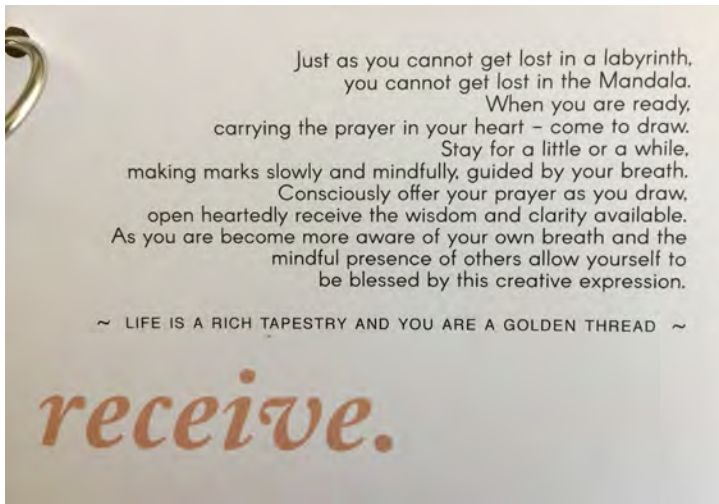 Just as you cannot get lost in a labyrinth,
you cannot get lost in the Mandala.
When you are ready,
carrying the prayer in your heart – come to draw.
Stay for a little or a while,
making marks slowly and mindfully, guided by your breath.
Consciously offer your prayer as you draw,
open heartedly receive the wisdom and clarity available.
As you are become more aware of your own breath and the
mindful presence of others allow yourself to
be blessed by this creative expression.
~ LIFE IS A RICH TAPESTRY AND YOU ARE A GOLDEN THREAD ~
receive.